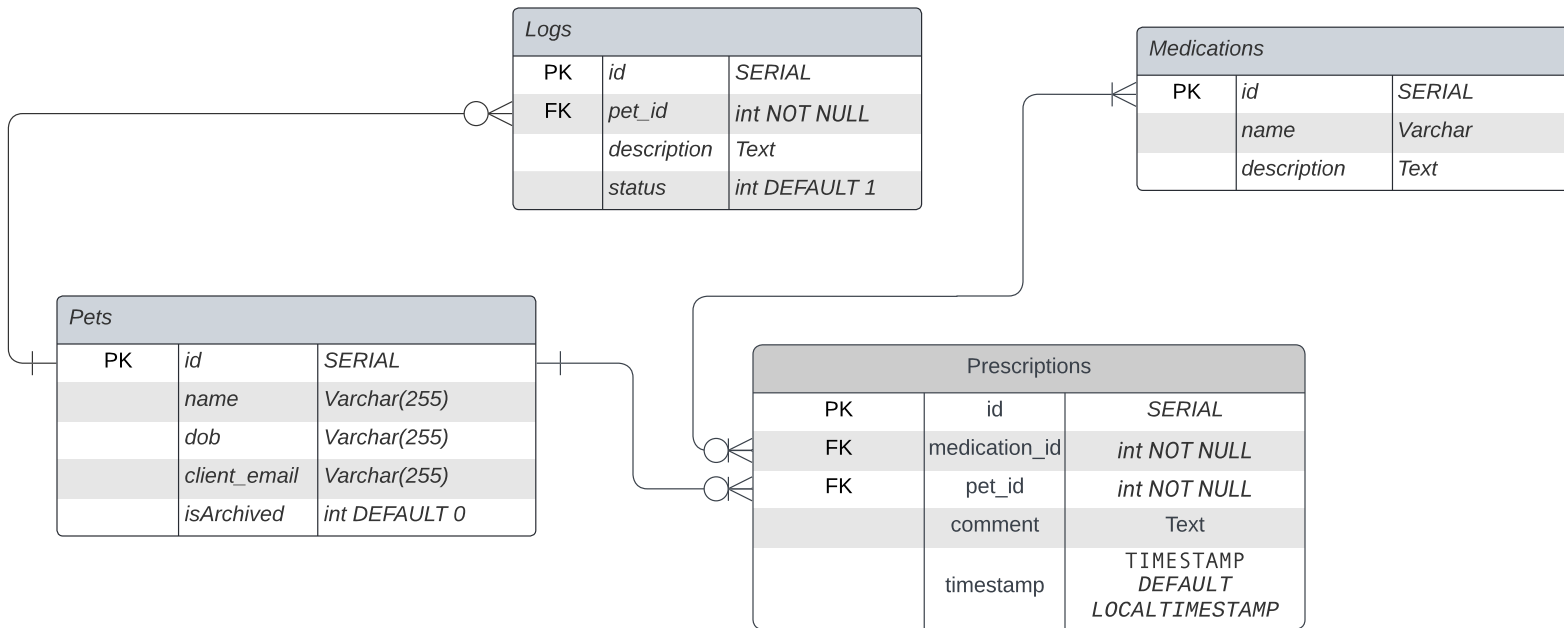 Logs
PK id SERIAL
FK pet_id int NOT NULL
description Text
status int DEFAULT 1
Medications
PK id SERIAL
name Varchar
description Text
Pets
PK id SERIAL
name Varchar(255)
dob Varchar(255)
client_email Varchar(255)
isArchived int DEFAULT 0
Prescriptions
PK id SERIAL
FK medication_id int NOT NULL
FK pet_id int NOT NULL
comment Text
timestamp TIMESTAMP
DEFAULT
LOCALTIMESTAMP